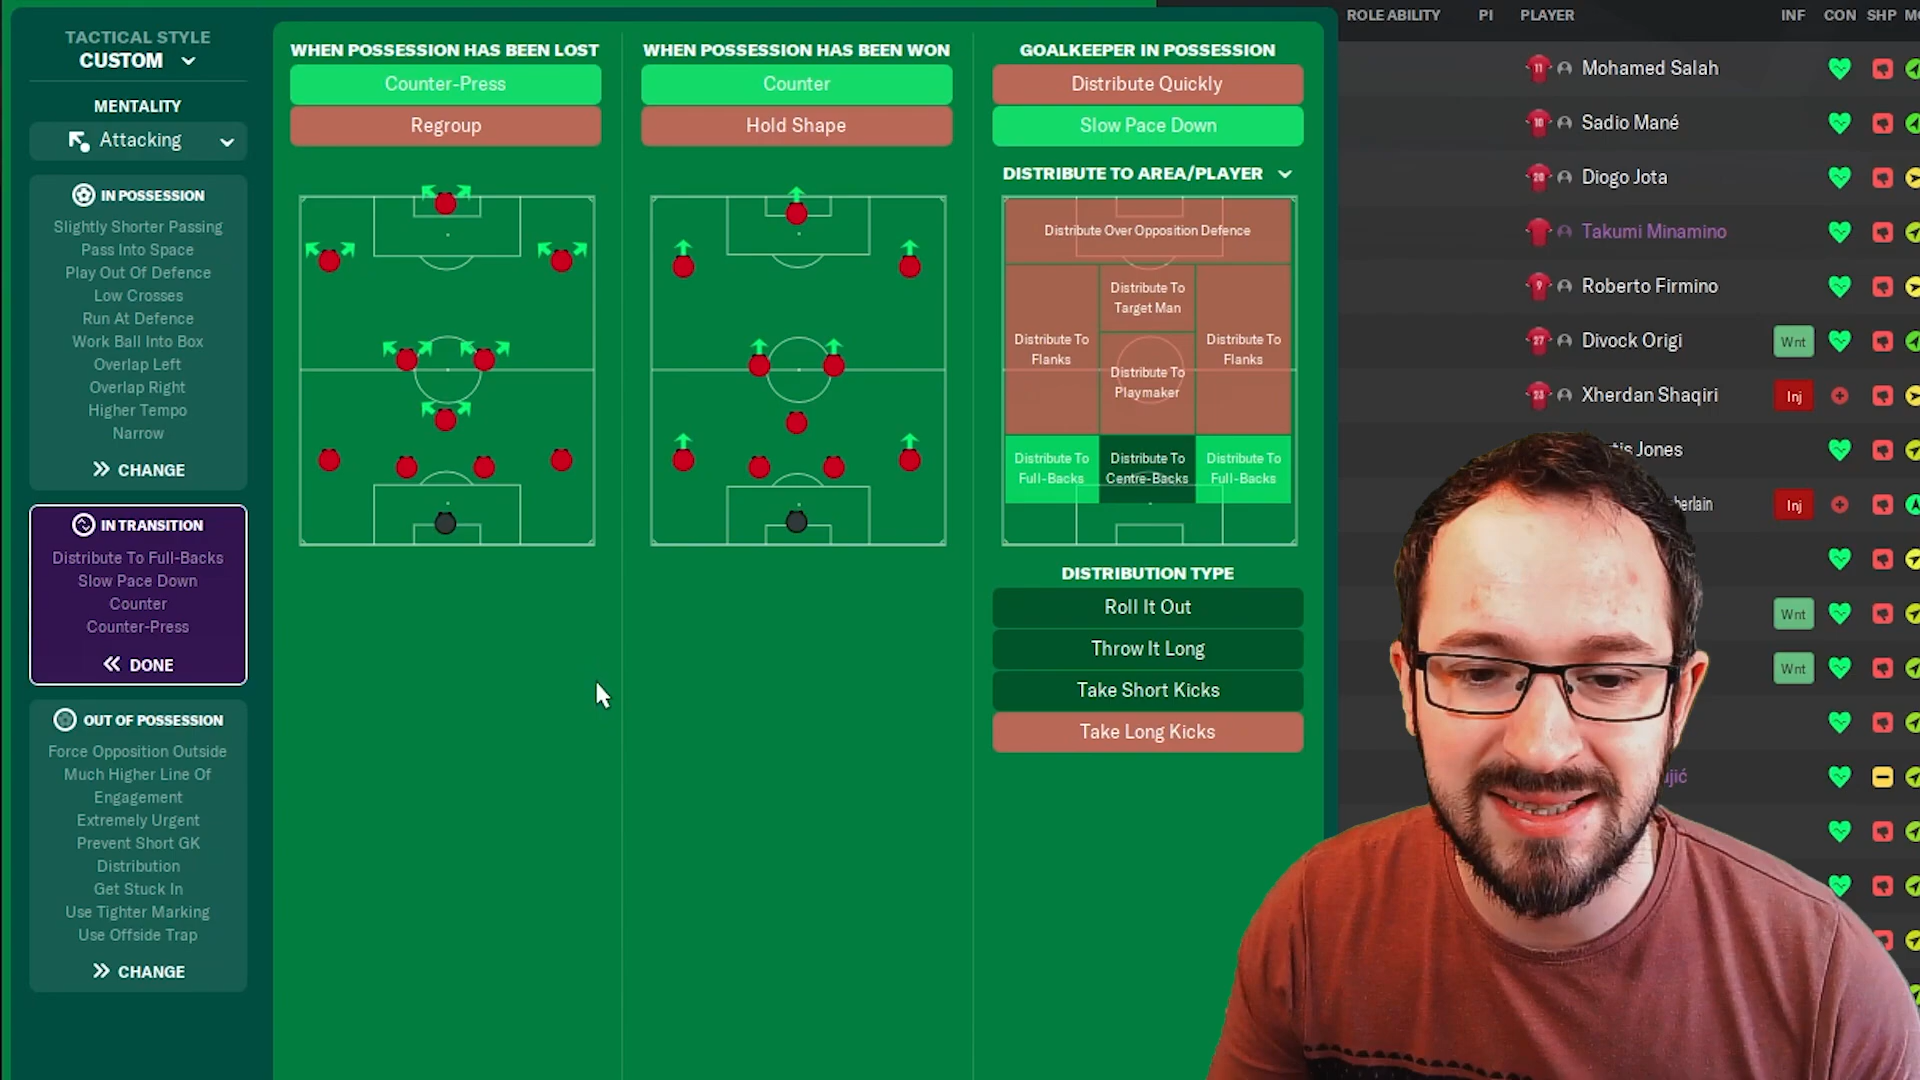 TACTICAL STYLE
CUSTOM
MENTALITY
Attacking
IN POSSESSION
Slightly Shorter Passing
Pass Into Space
Play Out Of Defence
Low Crosses
Run At Defence
Work Ball Into Box
Overlap Left
Overlap Right
Higher Tempo
Narrow
CHANGE
IN TRANSITION
Distribute To Full-Backs
Slow Pace Down
Counter
Counter-Press
DONE
OUT OF POSSESSION
Force Opposition Outside
Much Higher Line Of
Engagement
Extremely Urgent
Prevent Short GK
Distribution
Get Stuck In
Use Tighter Marking
Use Offside Trap
CHANGE
WHEN POSSESSION HAS BEEN LOST
Counter-Press
Regroup
WHEN POSSESSION HAS BEEN WON
Counter
Hold Shape
GOALKEEPER IN POSSESSION
Distribute Quickly
Slow Pace Down
DISTRIBUTE TO AREA/PLAYER
Distribute Over Opposition Defence
Distribute To
Target Man
Distribute To
Flanks
Distribute To
Playmaker
Distribute To
Flanks
Distribute To
Full-Backs
Distribute To
Centre-Backs
Distribute To
Full-Backs
DISTRIBUTION TYPE
Roll It Out
Throw It Long
Take Short Kicks
Take Long Kicks
ROLE ABILITY PI PLAYER INF CON SHP
11 Mohamed Salah
10 Sadio Mané
20 Diogo Jota
Takumi Minamino
9 Roberto Firmino
27 Divock Origi Wnt
23 Xherdan Shaqiri Inj
Jones
Inj
Wnt
Wnt